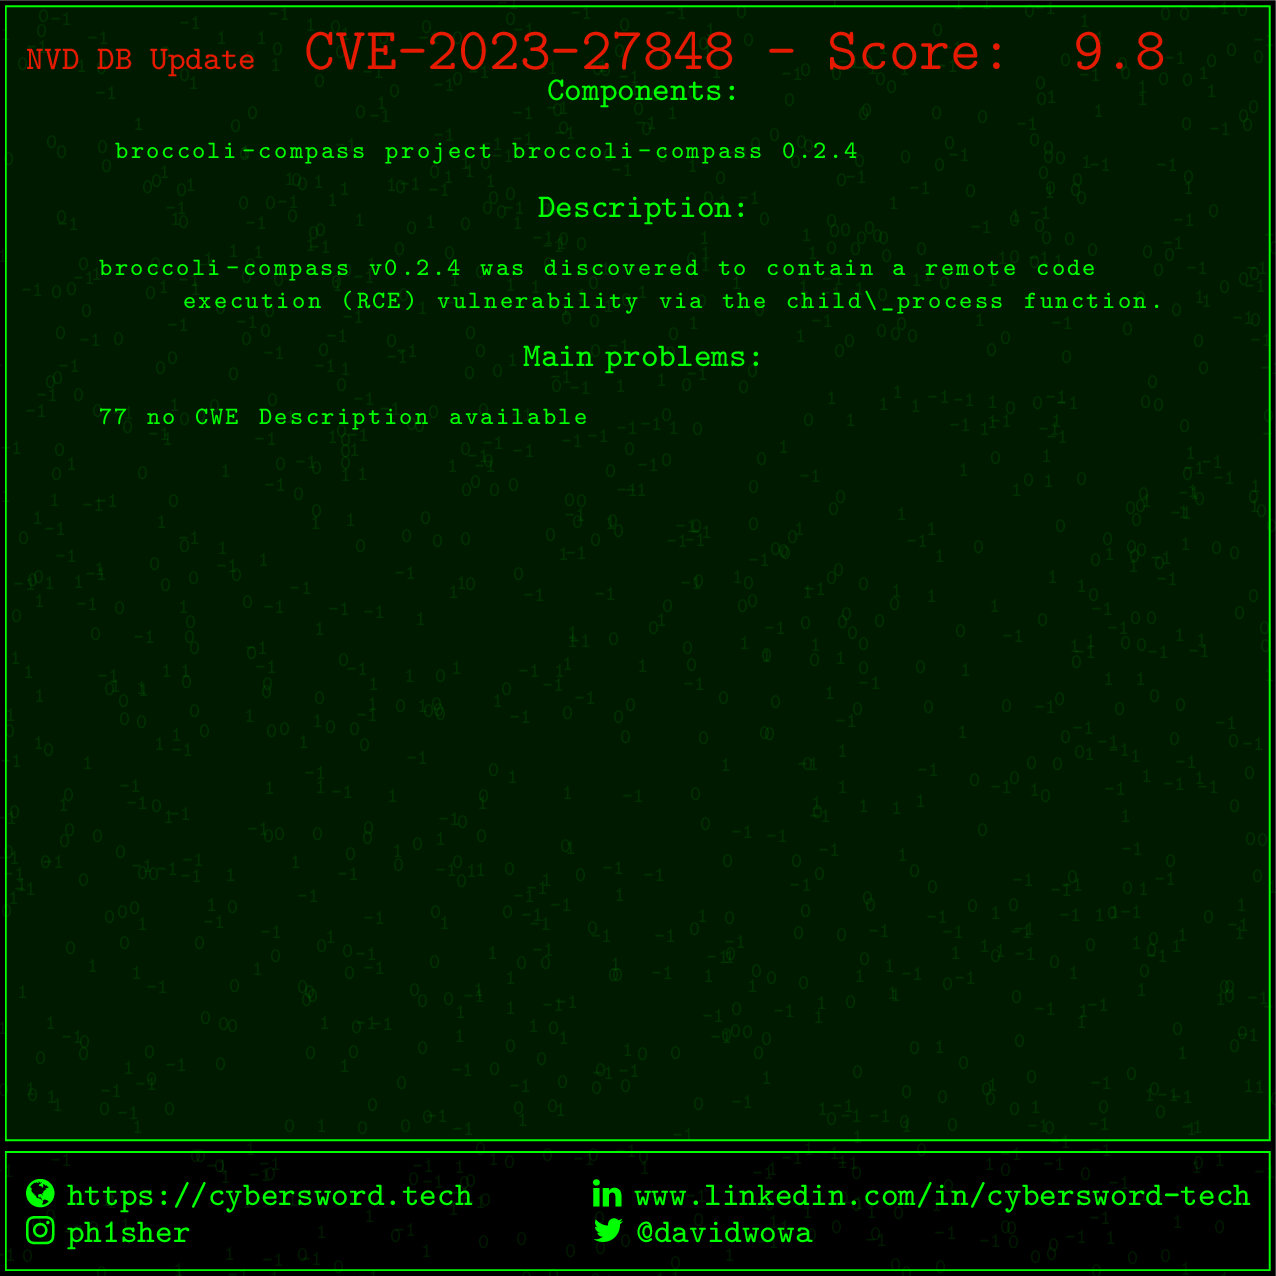 NVD DB Update CVE-2023-27848 - Score: 9.8
Components:
broccoli-compass project broccoli-compass 0.2.4
Description:
broccoli-compass v0.2.4 was discovered to contain a remote code
execution (RCE) vulnerability via the child\_process function.
Main problems:
77 no CWE Description available
https://cybersword.tech www.linkedin.com/in/cybersword-tech
ph1sher @davidwowa